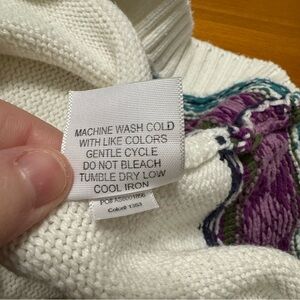 MACHINE WASH COLD
WITH LIKE COLORS
GENTLE CYCLE
DO NOT BLEACH
TUMBLE DRY LOW
COOL IRON